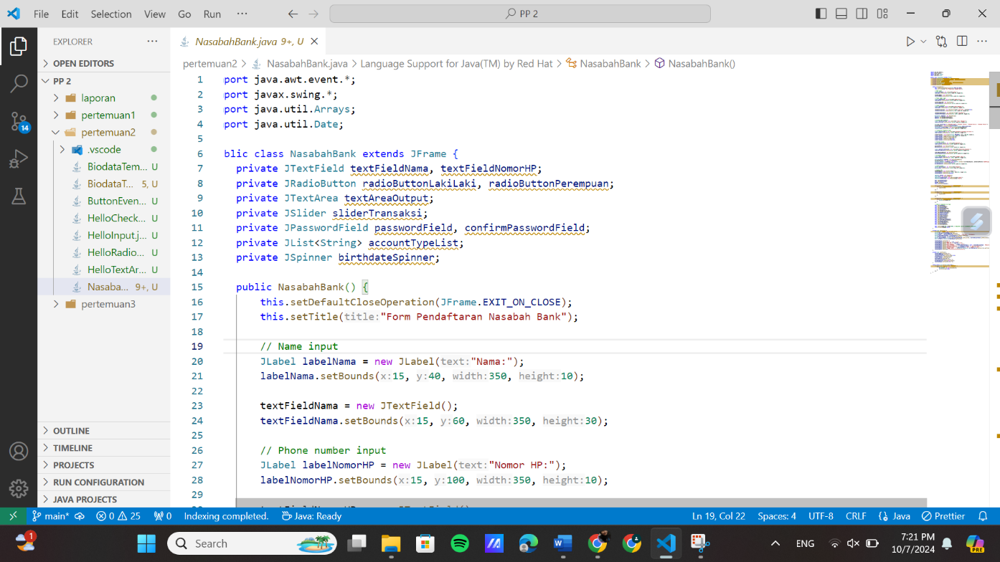 File Edit Selection View Go Run ··· PP 2
EXPLORER ···
OPEN EDITORS
PP 2
laporan
pertemuan1
pertemuan2
.vscode
BiodataTem... U
BiodataT... 5, U
ButtonEven... U
HelloCheck... U
HelloInput.j... U
HelloRadio... U
HelloTextAr... U
Nasaba... 9+, U
pertemuan3
OUTLINE
TIMELINE
PROJECTS
RUN CONFIGURATION
JAVA PROJECTS
14
NasabahBank.java 9+, U
pertemuan2 > NasabahBank.java > Language Support for Java(TM) by Red Hat > NasabahBank > NasabahBank()
1 port java.awt.event.*;
2 port javax.swing.*;
3 port java.util.Arrays;
4 port java.util.Date;
5
6 blic class NasabahBank extends JFrame {
7 private JTextField textFieldNama, textFieldNomorHP;
8 private JRadioButton radioButtonLakiLaki, radioButtonPerempuan;
9 private JTextArea textAreaOutput;
10 private JSlider sliderTransaksi;
11 private JPasswordField passwordField, confirmPasswordField;
12 private JList<String> accountTypeList;
13 private JSpinner birthdateSpinner;
14
15 public NasabahBank() {
16 this.setDefaultCloseOperation(JFrame.EXIT_ON_CLOSE);
17 this.setTitle(title:"Form Pendaftaran Nasabah Bank");
18
19 // Name input
20 JLabel labelNama = new JLabel(text:"Nama:");
21 labelNama.setBounds(x:15, y:40, width:350, height:10);
22
23 textFieldNama = new JTextField();
24 textFieldNama.setBounds(x:15, y:60, width:350, height:30);
25
26 // Phone number input
27 JLabel labelNomorHP = new JLabel(text:"Nomor HP:");
28 labelNomorHP.setBounds(x:15, y:100, width:350, height:10);
29
main* 0 25 0 Indexing completed. Java: Ready Ln 19, Col 22 Spaces: 4 UTF-8 CRLF Java Prettier
1 Search ENG 7:21 PM
10/7/2024
PRE